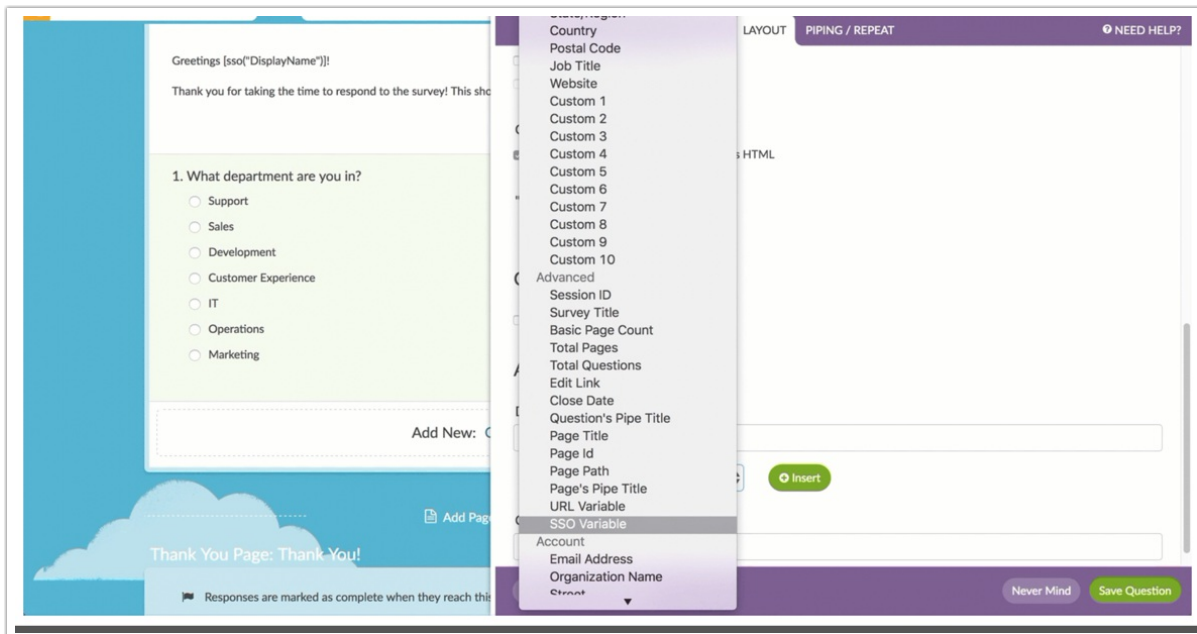 Greetings [sso("DisplayName")]!
Thank you for taking the time to respond to the survey! This sho
1. What department are you in?
Support
Sales
Development
Customer Experience
IT
Operations
Marketing
Add New:
Add Page
Thank You Page: Thank You!
Responses are marked as complete when they reach this
State/Region
Country
Postal Code
Job Title
Website
Custom 1
Custom 2
Custom 3
Custom 4
Custom 5
Custom 6
Custom 7
Custom 8
Custom 9
Custom 10
Advanced
Session ID
Survey Title
Basic Page Count
Total Pages
Total Questions
Edit Link
Close Date
Question's Pipe Title
Page Title
Page Id
Page Path
Page's Pipe Title
URL Variable
SSO Variable
Account
Email Address
Organization Name
Street
LAYOUT
PIPING / REPEAT
NEED HELP?
HTML
Insert
Never Mind
Save Question